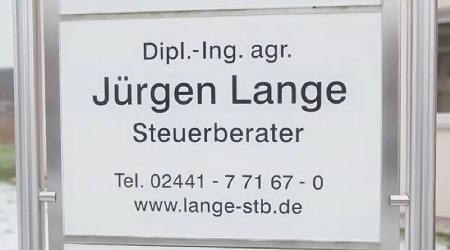 Dipl.-Ing. agr.
Jürgen Lange
Steuerberater
Tel. 02441 - 7 71 67 - 0
www.lange-stb.de